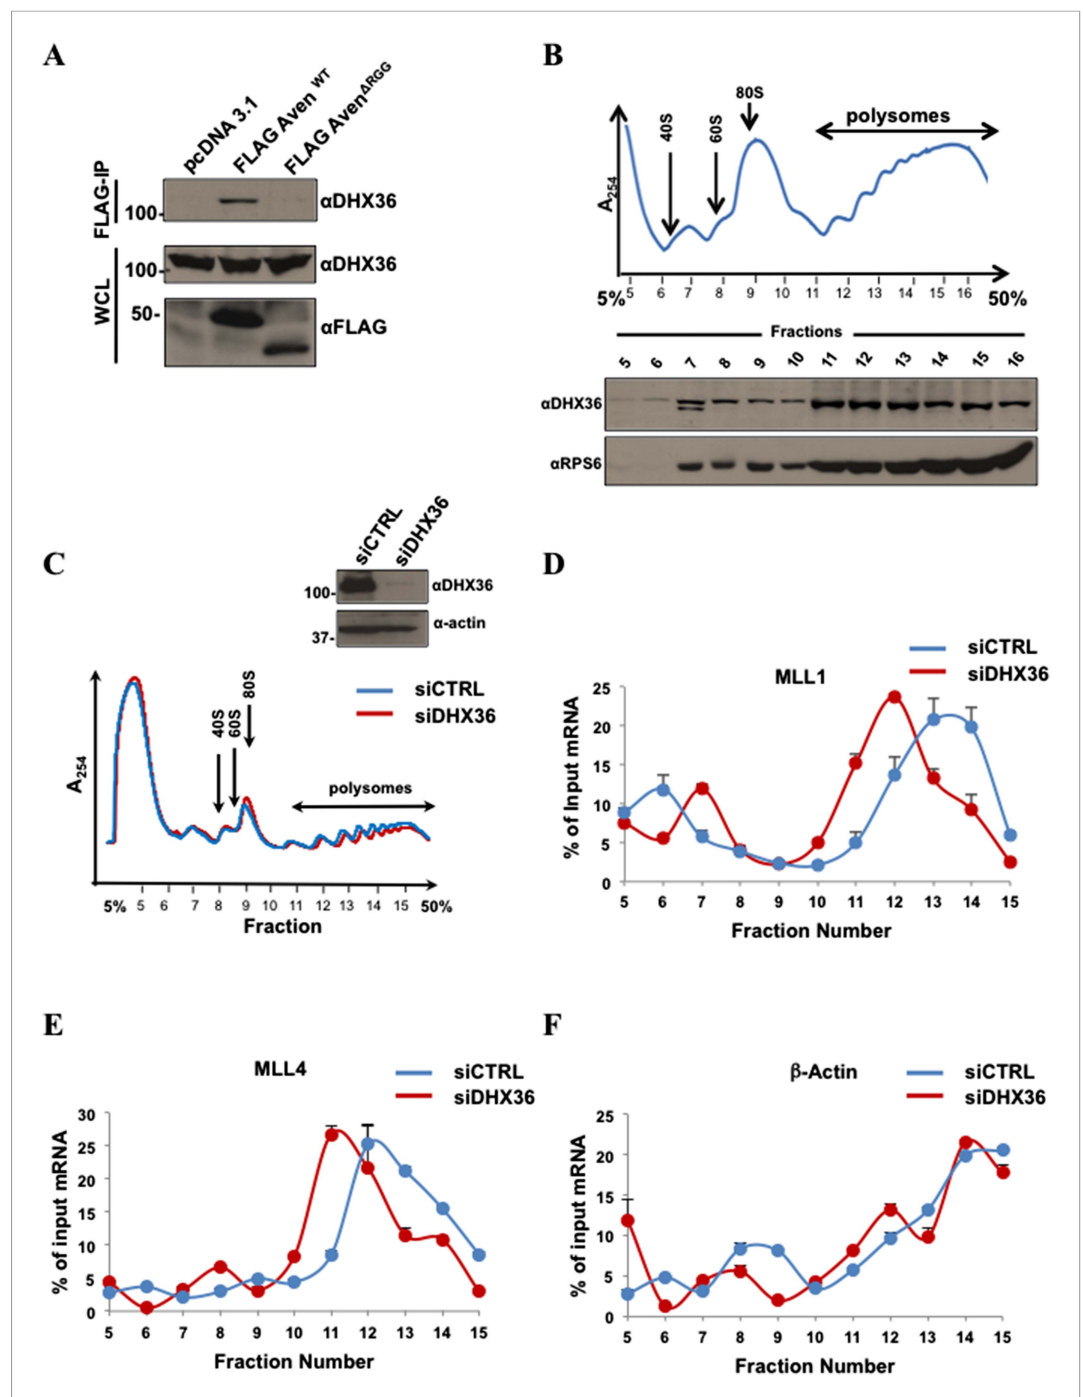 A
pcDNA 3.1
FLAG Aven WT
FLAG AvenΔRGG
FLAG-IP
100-
αDHX36
WCL
100-
αDHX36
50-
αFLAG
B
A254
40S
60S
80S
polysomes
5% 5 6 7 8 9 10 11 12 13 14 15 16 50%
Fractions
5 6 7 8 9 10 11 12 13 14 15 16
αDHX36
αRPS6
C
siCTRL
siDHX36
100-
αDHX36
37-
α-actin
siCTRL
siDHX36
A254
40S
60S
80S
polysomes
5% 5 6 7 8 9 10 11 12 13 14 15 50%
Fraction
D
siCTRL
siDHX36
MLL1
% of Input mRNA
25
20
15
10
5
0
5 6 7 8 9 10 11 12 13 14 15
Fraction Number
E
MLL4
siCTRL
siDHX36
% of input mRNA
30
25
20
15
10
5
0
5 6 7 8 9 10 11 12 13 14 15
Fraction Number
F
β-Actin
siCTRL
siDHX36
% of input mRNA
25
20
15
10
5
0
5 6 7 8 9 10 11 12 13 14 15
Fraction Number